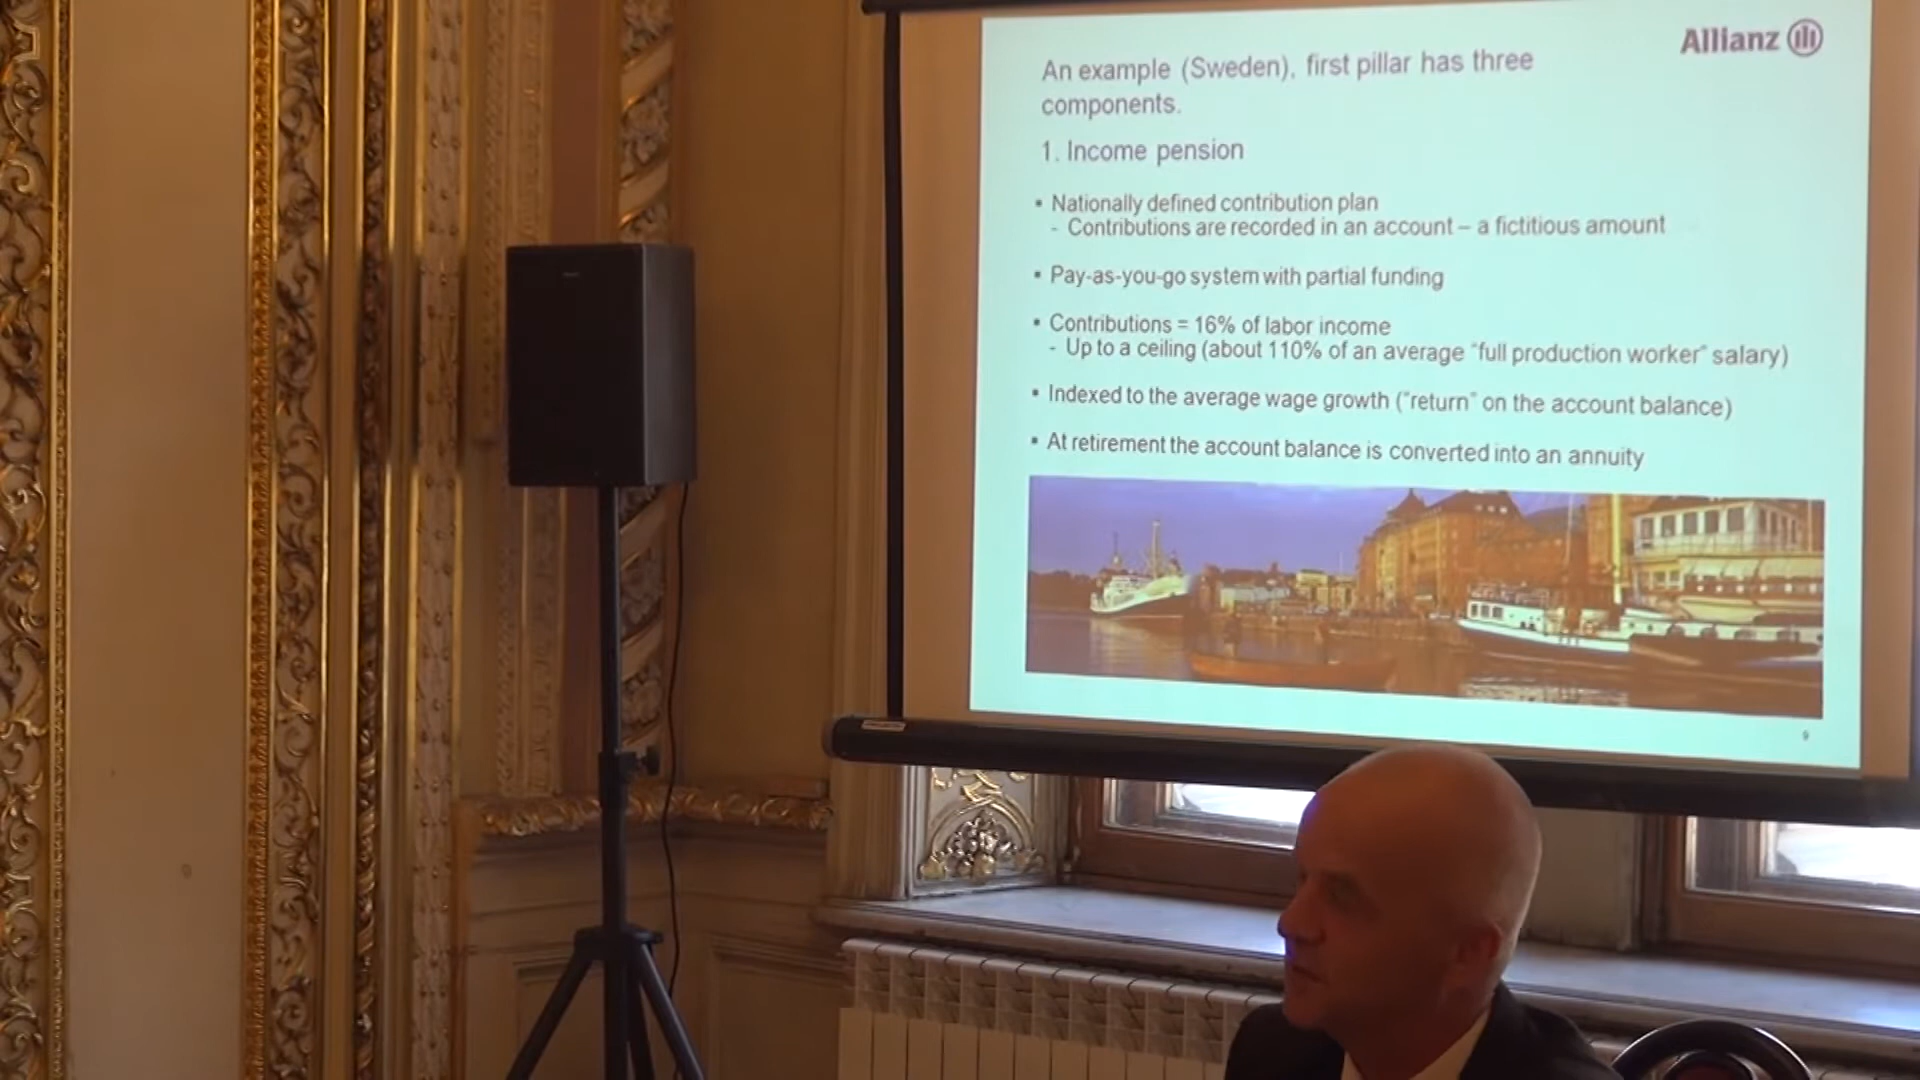 Allianz
An example (Sweden), first pillar has three
components.
1. Income pension
▪ Nationally defined contribution plan
- Contributions are recorded in an account – a fictitious amount
▪ Pay-as-you-go system with partial funding
▪ Contributions = 16% of labor income
- Up to a ceiling (about 110% of an average "full production worker" salary)
▪ Indexed to the average wage growth ("return" on the account balance)
▪ At retirement the account balance is converted into an annuity
9